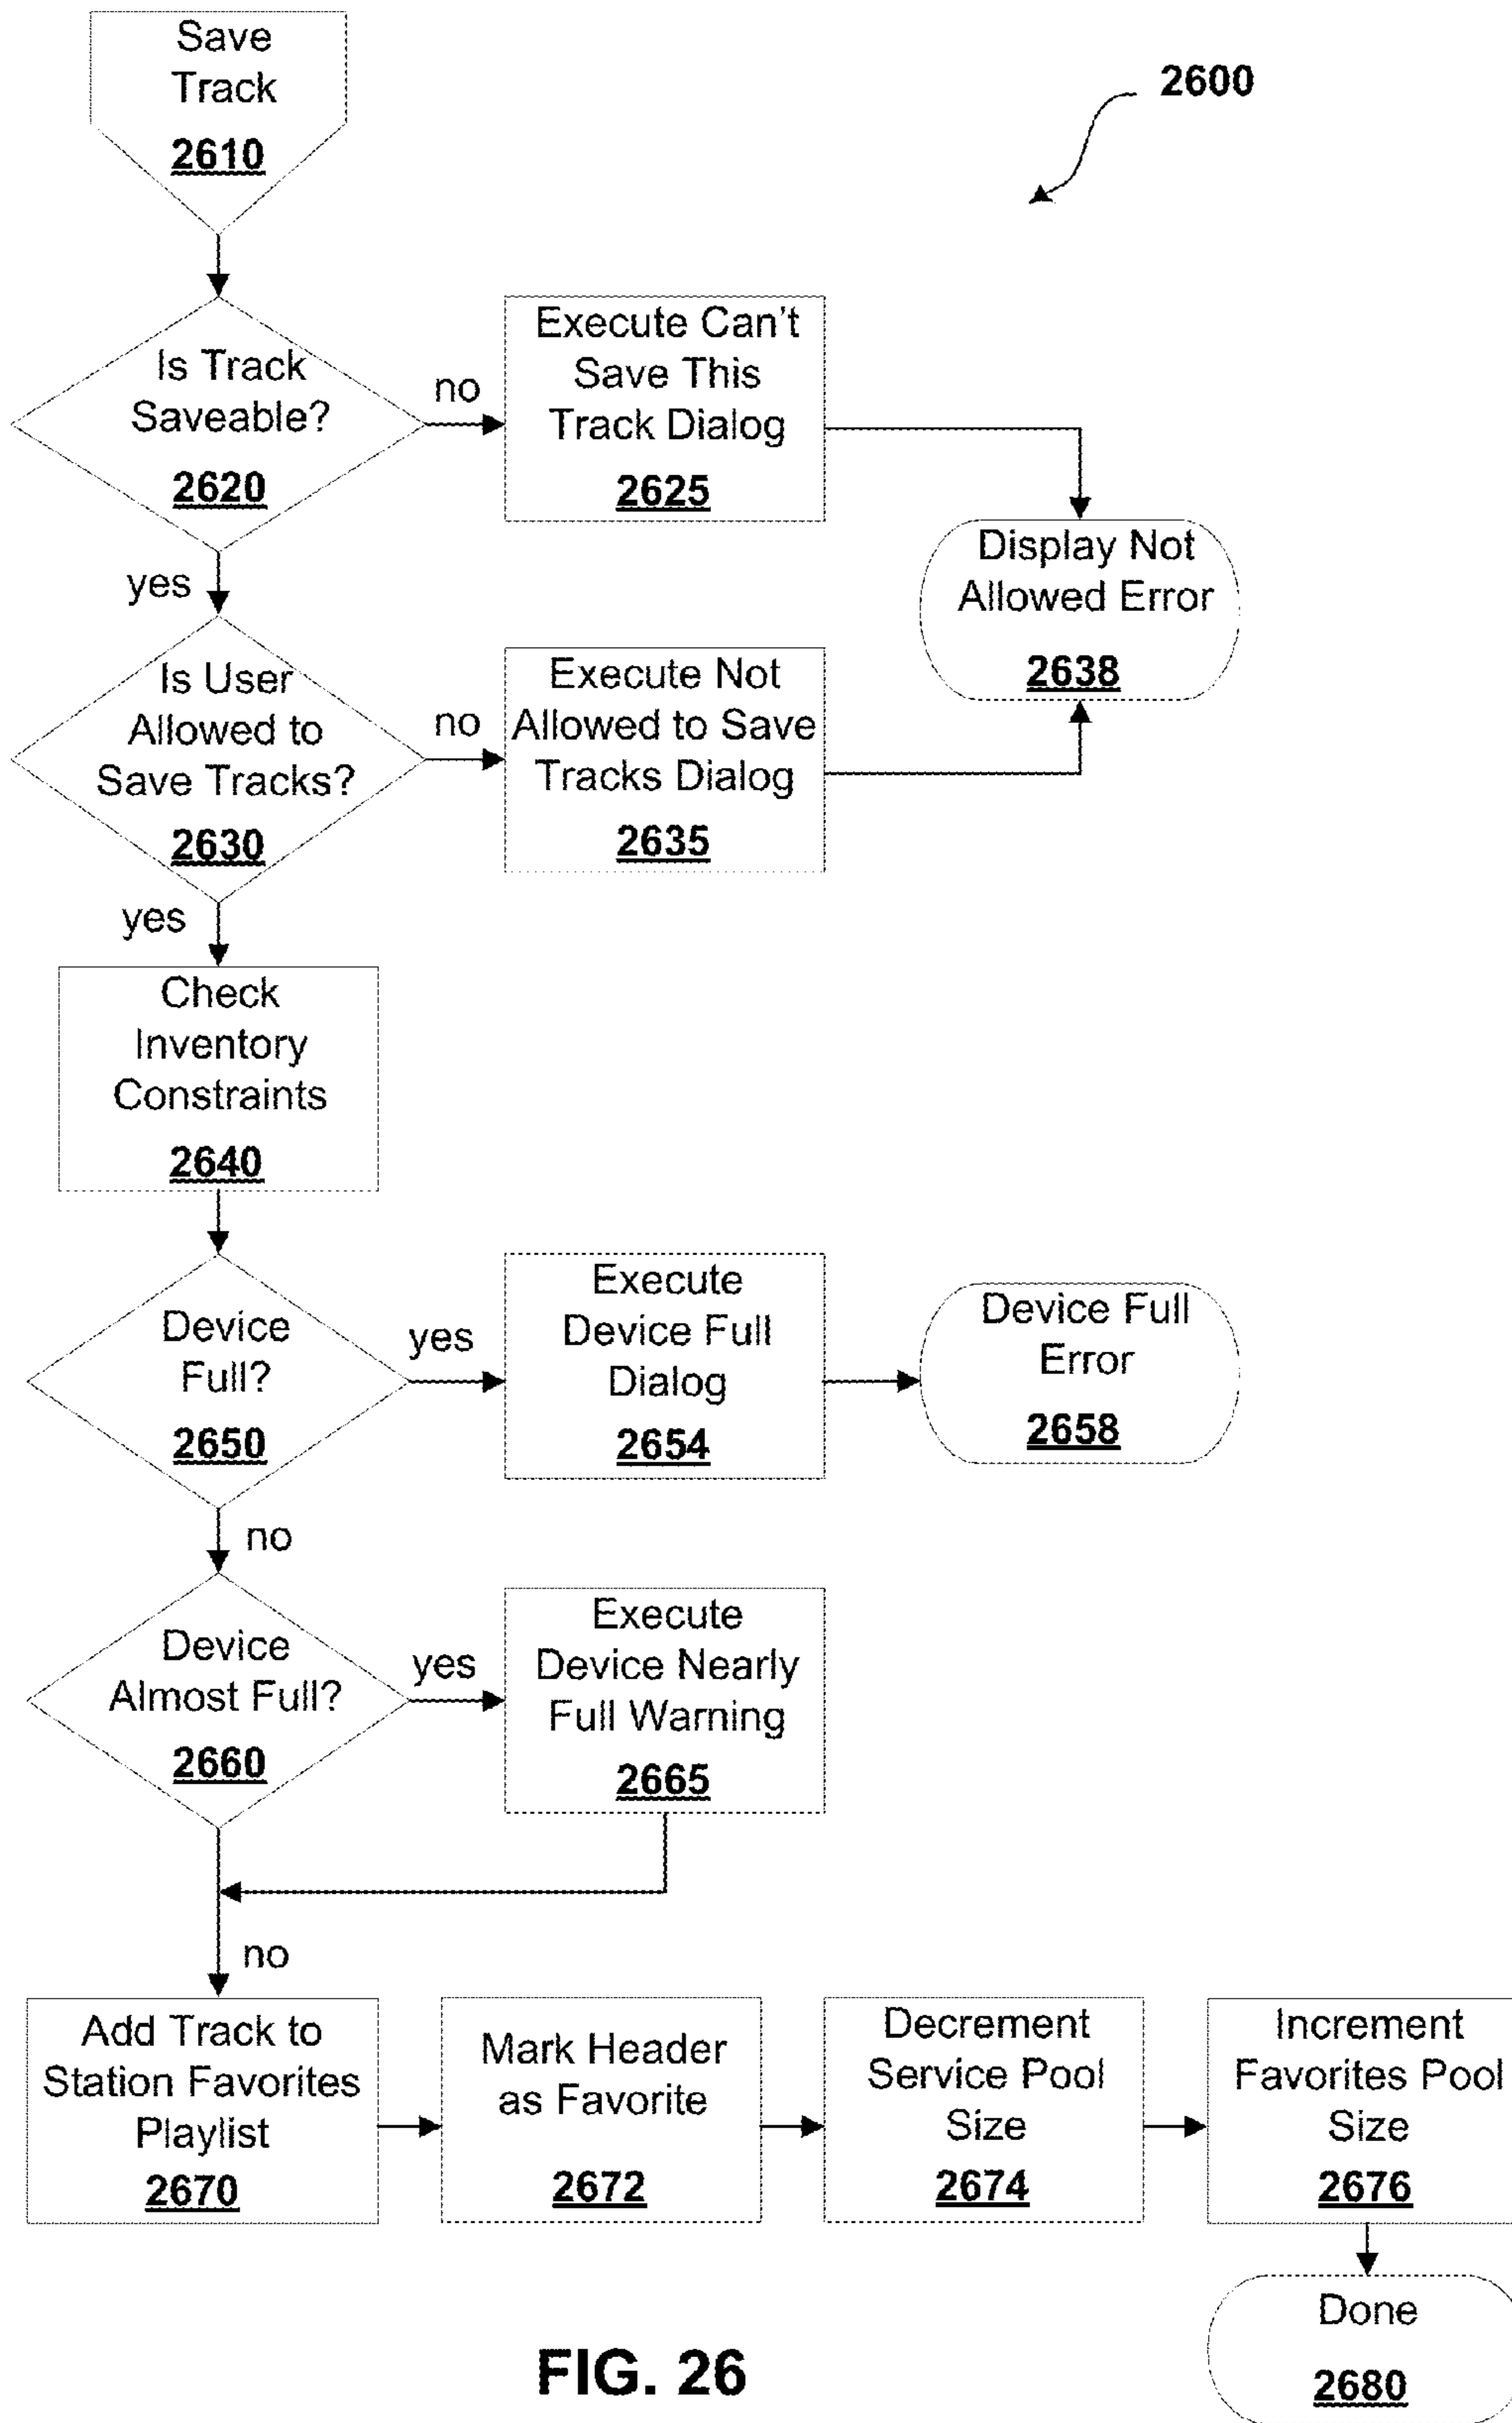 Save
Track
2610
2600
Is Track
Saveable?
2620
no
Execute Can't
Save This
Track Dialog
2625
Display Not
Allowed Error
2638
yes
Is User
Allowed to
Save Tracks?
2630
no
Execute Not
Allowed to Save
Tracks Dialog
2635
yes
Check
Inventory
Constraints
2640
Device
Full?
2650
yes
Execute
Device Full
Dialog
2654
Device Full
Error
2658
no
Device
Almost Full?
2660
yes
Execute
Device Nearly
Full Warning
2665
no
Add Track to
Station Favorites
Playlist
2670
Mark Header
as Favorite
2672
Decrement
Service Pool
Size
2674
Increment
Favorites Pool
Size
2676
Done
2680
FIG. 26